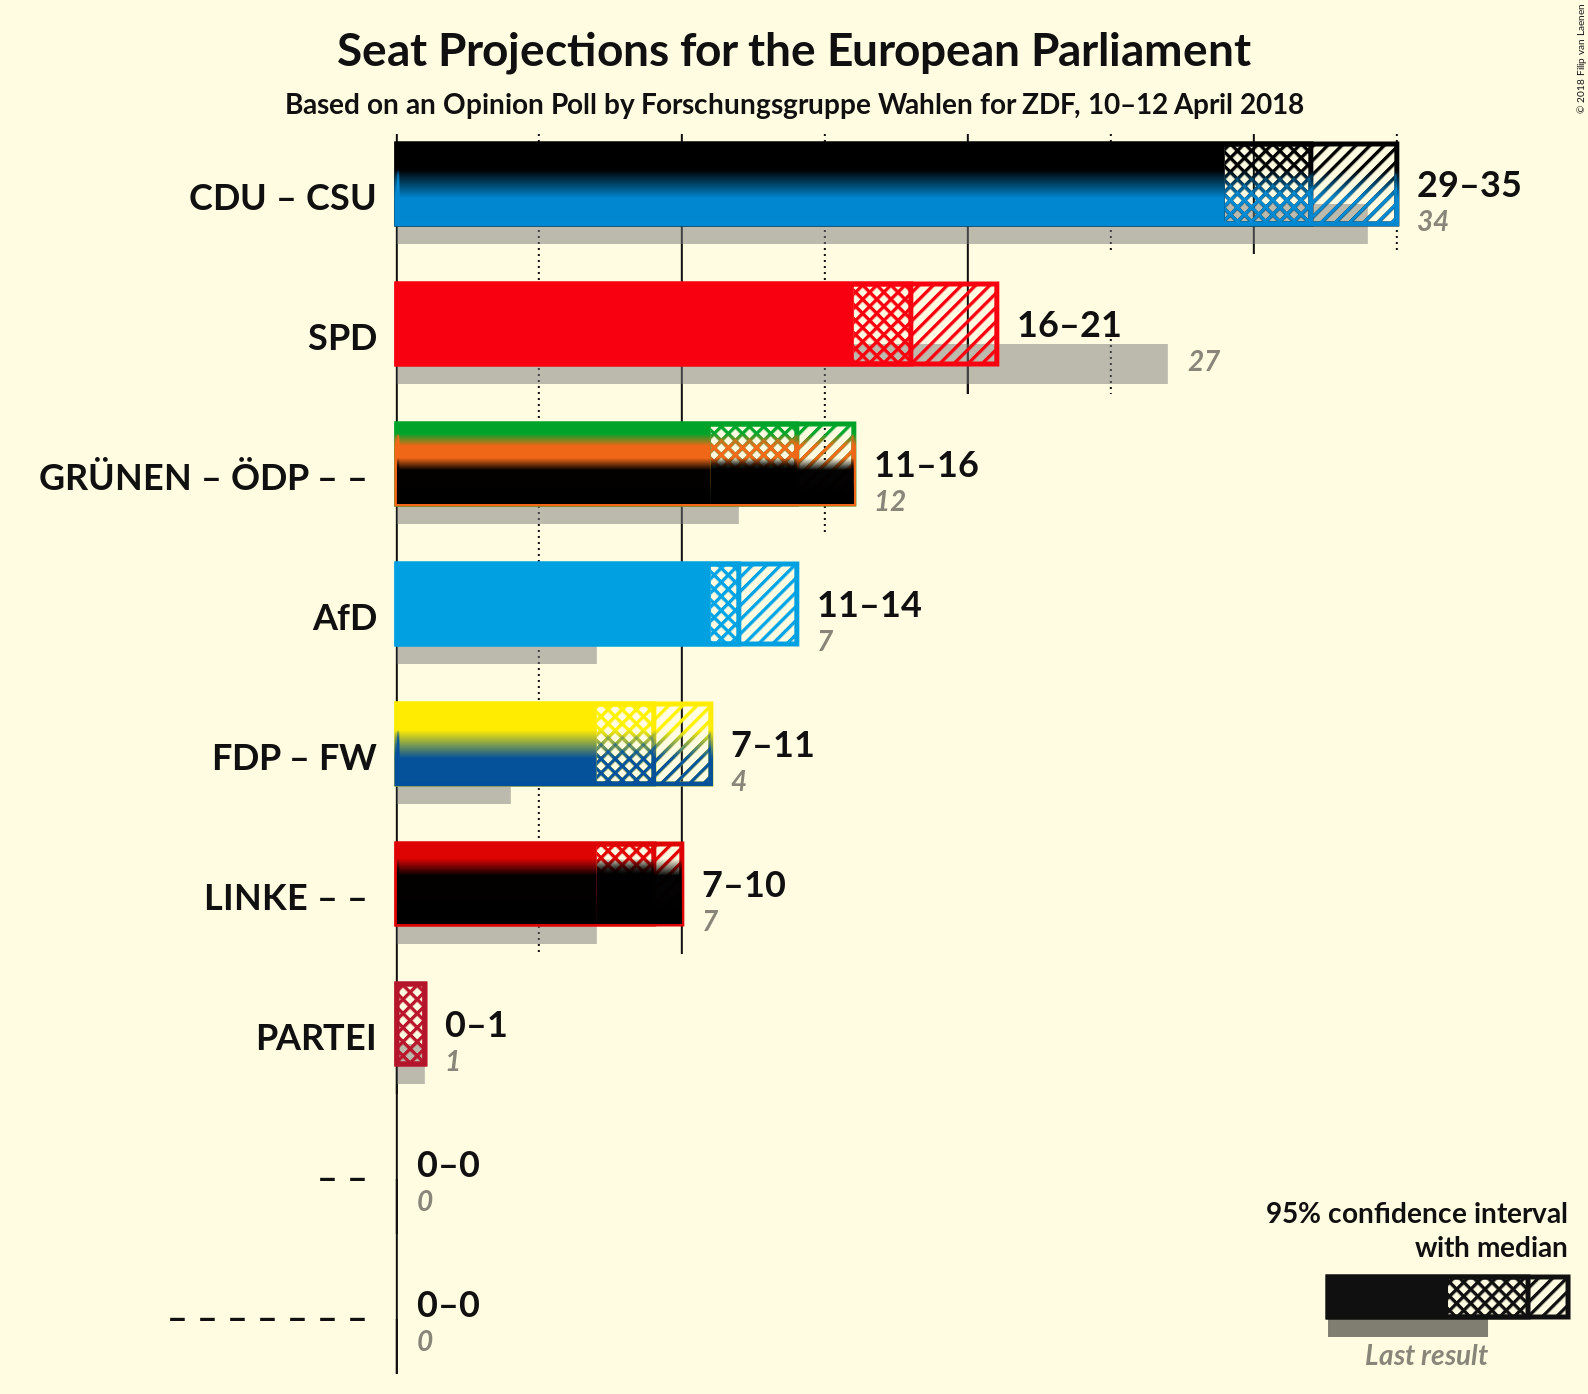 Seat Projections for the European Parliament
Based on an Opinion Poll by Forschungsgruppe Wahlen for ZDF, 10–12 April 2018
© 2018 Filip van Laenen
CDU – CSU
29–35
34
SPD
16–21
27
GRÜNEN – ÖDP – –
11–16
12
AfD
11–14
7
FDP – FW
7–11
4
LINKE – –
7–10
7
PARTEI
0–1
1
– –
0–0
0
– – – – – – –
0–0
0
95% confidence interval
with median
Last result